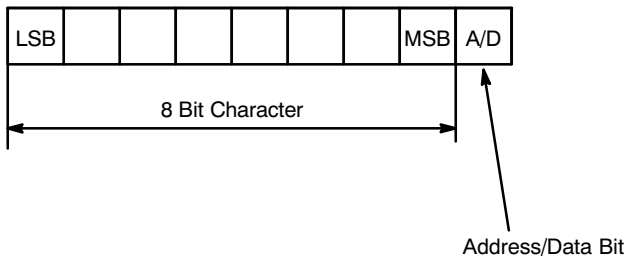 LSB MSB A/D
8 Bit Character
Address/Data Bit